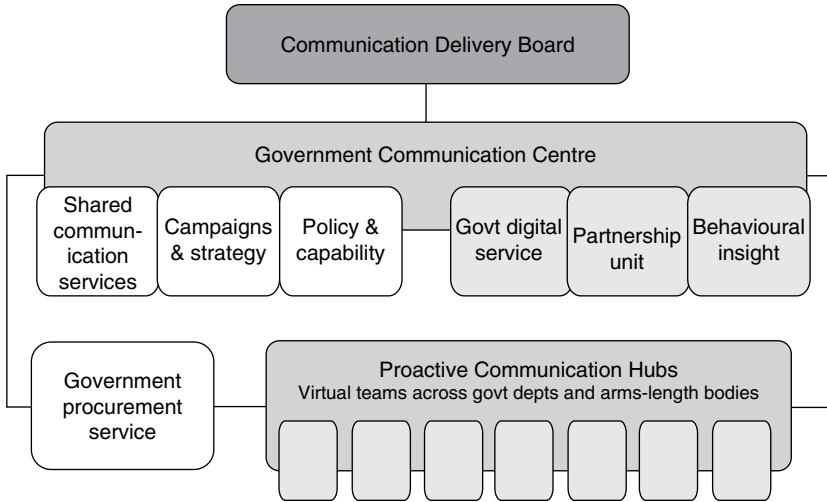 Communication Delivery Board
Government Communication Centre
Shared
commun-
ication
services
Campaigns
& strategy
Policy &
capability
Govt digital
service
Partnership
unit
Behavioural
insight
Government
procurement
service
Proactive Communication Hubs
Virtual teams across govt depts and arms-length bodies